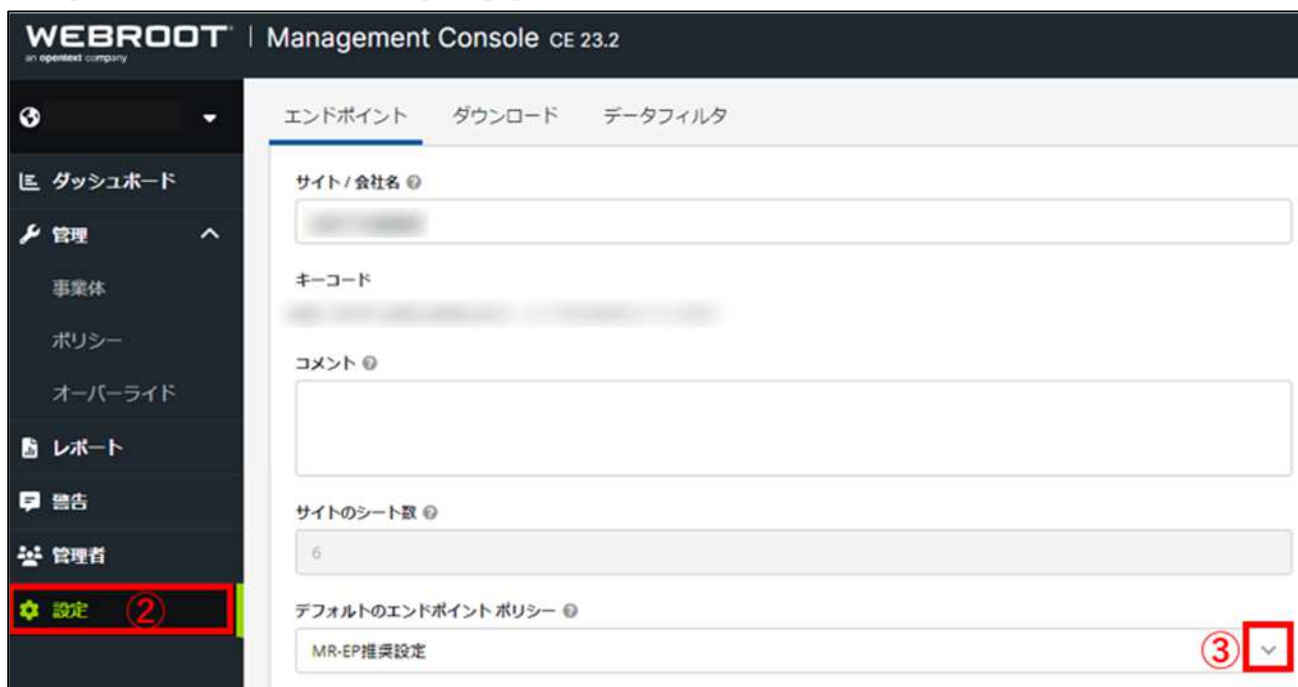 WEBROOT | Management Console CE 23.2
an opentext company
エンドポイント ダウンロード データフィルタ
ダッシュボード
管理
事業体
ポリシー
オーバーライド
レポート
警告
管理者
設定 ②
サイト / 会社名
キーコード
コメント
サイトのシート数
6
デフォルトのエンドポイント ポリシー
MR-EP推奨設定 ③